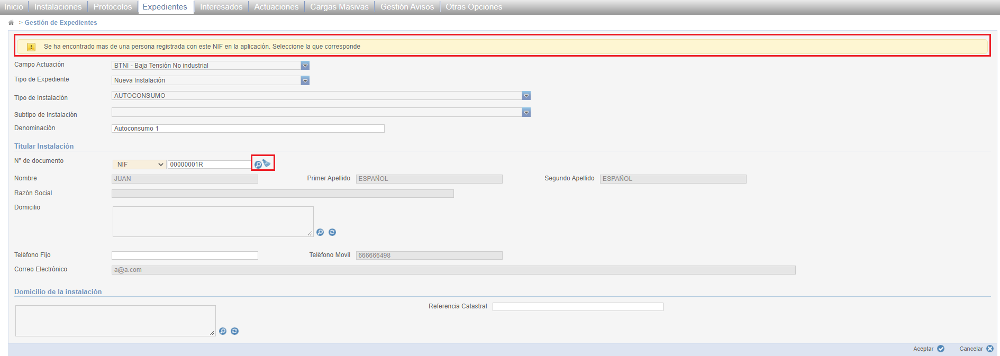 Inicio Instalaciones Protocolos Expedientes Interesados Actuaciones Cargas Masivas Gestión Avisos Otras Opciones
> Gestión de Expedientes
Se ha encontrado mas de una persona registrada con este NIF en la aplicación. Seleccione la que corresponde
Campo Actuación BTNI - Baja Tensión No industrial
Tipo de Expediente Nueva Instalación
Tipo de Instalación AUTOCONSUMO
Subtipo de Instalación
Denominación Autoconsumo 1
Titular Instalación
Nº de documento NIF 00000001R
Nombre JUAN Primer Apellido ESPAÑOL Segundo Apellido ESPAÑOL
Razón Social
Domicilio
Teléfono Fijo Teléfono Movil 666666498
Correo Electrónico a@a.com
Domicilio de la instalación
Referencia Catastral
Aceptar Cancelar